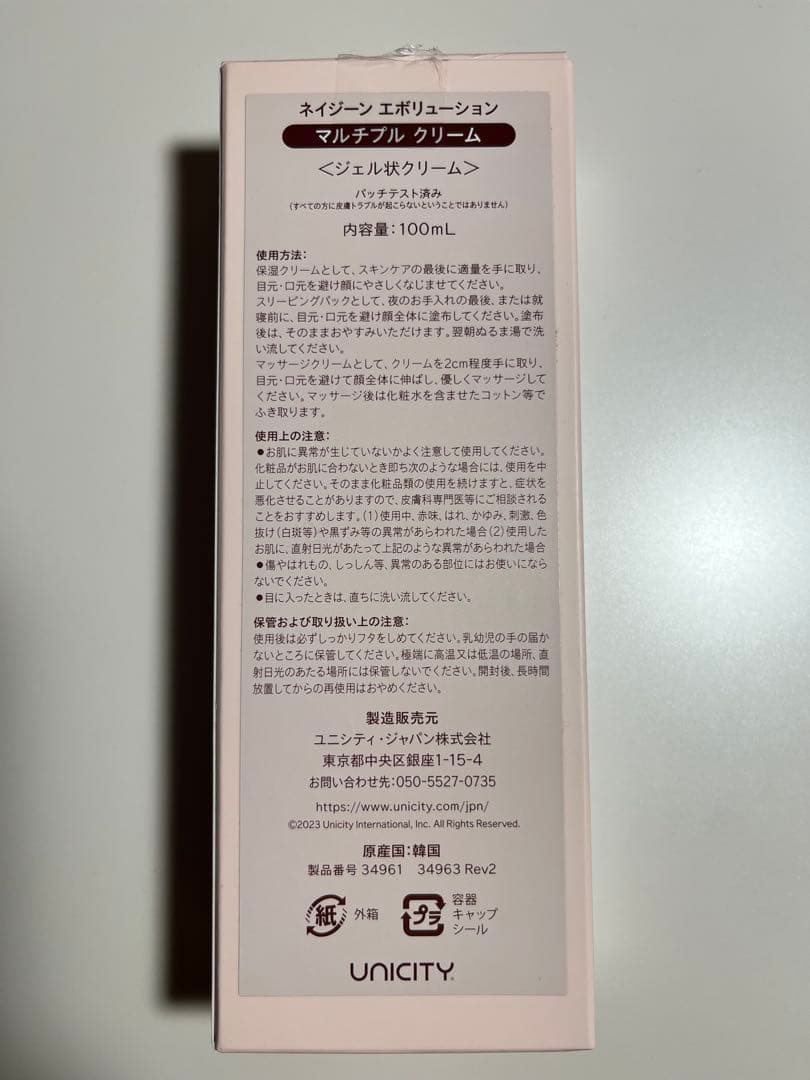 ネイジーン エボリューション
マルチプル クリーム
＜ジェル状クリーム＞
パッチテスト済み
（すべての方に皮膚トラブルが起こらないということではありません）
内容量：100mL
使用方法：
保湿クリームとして、スキンケアの最後に適量を手に取り、
目元・口元を避け顔にやさしくなじませてください。
スリーピングパックとして、夜のお手入れの最後、または就
寝前に、目元・口元を避け顔全体に塗布してください。塗布
後は、そのままおやすみいただけます。翌朝ぬるま湯で洗
い流してください。
マッサージクリームとして、クリームを2cm程度手に取り、
目元・口元を避けて顔全体に伸ばし、優しくマッサージして
ください。マッサージ後は化粧水を含ませたコットン等で
ふき取ります。
使用上の注意：
●お肌に異常が生じていないかよく注意して使用してください。
化粧品がお肌に合わないとき即ち次のような場合には、使用を中
止してください。そのまま化粧品類の使用を続けますと、症状を
悪化させることがありますので、皮膚科専門医等にご相談される
ことをおすすめします。（1）使用中、赤味、はれ、かゆみ、刺激、色
抜け（白斑等）や黒ずみ等の異常があらわれた場合（2）使用した
お肌に、直射日光があたって上記のような異常があらわれた場合
●傷やはれもの、しっしん等、異常のある部位にはお使いになら
ないでください。
●目に入ったときは、直ちに洗い流してください。
保管および取り扱い上の注意：
使用後は必ずしっかりフタをしめてください。乳幼児の手の届か
ないところに保管してください。極端に高温又は低温の場所、直
射日光のあたる場所には保管しないでください。開封後、長時間
放置してからの再使用はおやめください。
製造販売元
ユニシティ・ジャパン株式会社
東京都中央区銀座1-15-4
お問い合わせ先：050-5527-0735
https://www.unicity.com/jpn/
©2023 Unicity International, Inc. All Rights Reserved.
原産国：韓国
製品番号 34961 34963 Rev2
紙 外箱
プラ 容器
キャップ
シール
UNICITY